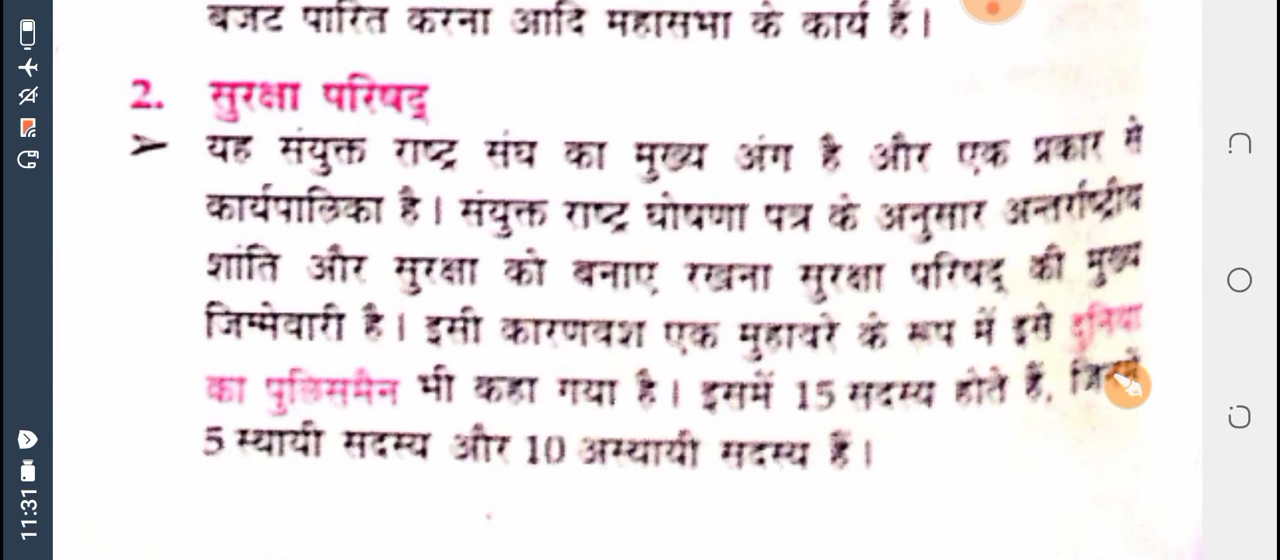 बजट पारित करना आदि महासभा के कार्य हैं।
2. सुरक्षा परिषद्
➤ यह संयुक्त राष्ट्र संघ का मुख्य अंग है और एक प्रकार से
कार्यपालिका है। संयुक्त राष्ट्र घोषणा पत्र के अनुसार अन्तर्राष्ट्रीय
शांति और सुरक्षा को बनाए रखना सुरक्षा परिषद् की मुख्य
जिम्मेवारी है। इसी कारणवश एक मुहावरे के रूप में इसे दुनिया
का पुलिसमैन भी कहा गया है। इसमें 15 सदस्य होते हैं,
5 स्थायी सदस्य और 10 अस्थायी सदस्य हैं।
11:31